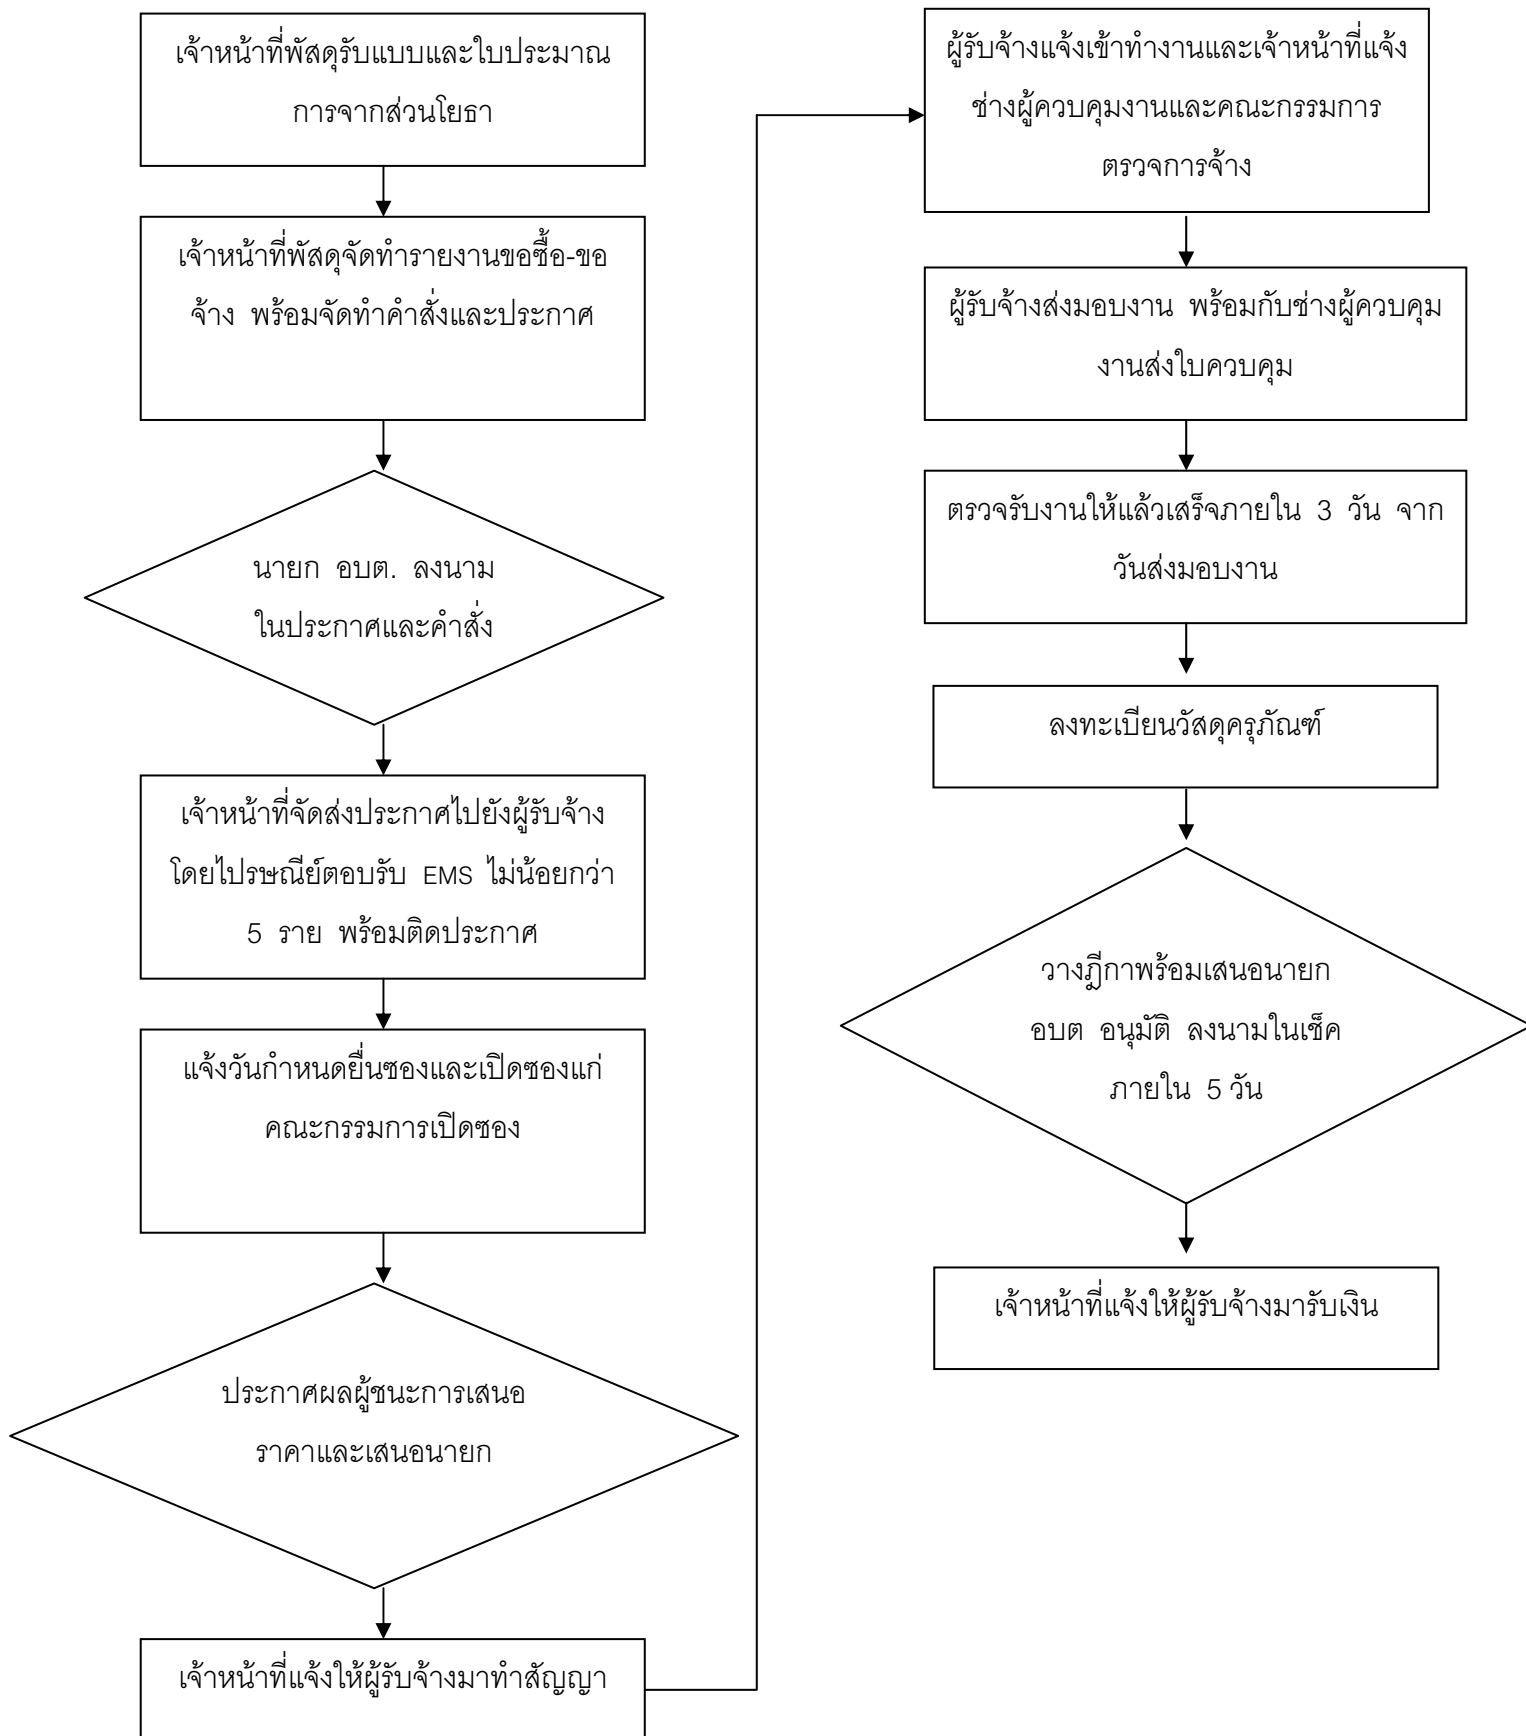 เจ้าหน้าที่พัสดุรับแบบและใบประมาณ
การจากส่วนโยธา
เจ้าหน้าที่พัสดุจัดทำรายงานขอซื้อ-ขอ
จ้าง พร้อมจัดทำคำสั่งและประกาศ
นายก อบต. ลงนาม
ในประกาศและคำสั่ง
เจ้าหน้าที่จัดส่งประกาศไปยังผู้รับจ้าง
โดยไปรษณีย์ตอบรับ EMS ไม่น้อยกว่า
5 ราย พร้อมติดประกาศ
แจ้งวันกำหนดยื่นซองและเปิดซองแก่
คณะกรรมการเปิดซอง
ประกาศผลผู้ชนะการเสนอ
ราคาและเสนอนายก
เจ้าหน้าที่แจ้งให้ผู้รับจ้างมาทำสัญญา
ผู้รับจ้างแจ้งเข้าทำงานและเจ้าหน้าที่แจ้ง
ช่างผู้ควบคุมงานและคณะกรรมการ
ตรวจการจ้าง
ผู้รับจ้างส่งมอบงาน พร้อมกับช่างผู้ควบคุม
งานส่งใบควบคุม
ตรวจรับงานให้แล้วเสร็จภายใน 3 วัน จาก
วันส่งมอบงาน
ลงทะเบียนวัสดุครุภัณฑ์
วางฎีกาพร้อมเสนอนายก
อบต อนุมัติ ลงนามในเช็ค
ภายใน 5 วัน
เจ้าหน้าที่แจ้งให้ผู้รับจ้างมารับเงิน